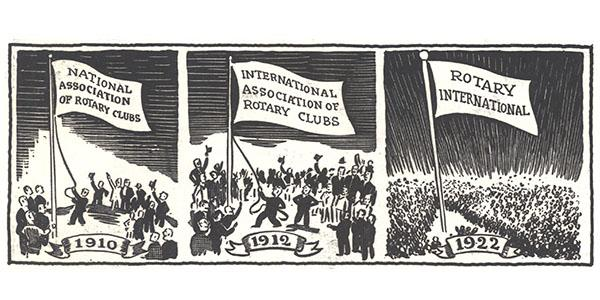 NATIONAL
ASSOCIATION
OF ROTARY CLUBS
1910
INTERNATIONAL
ASSOCIATION OF
ROTARY CLUBS
1912
ROTARY
INTERNATIONAL
1922